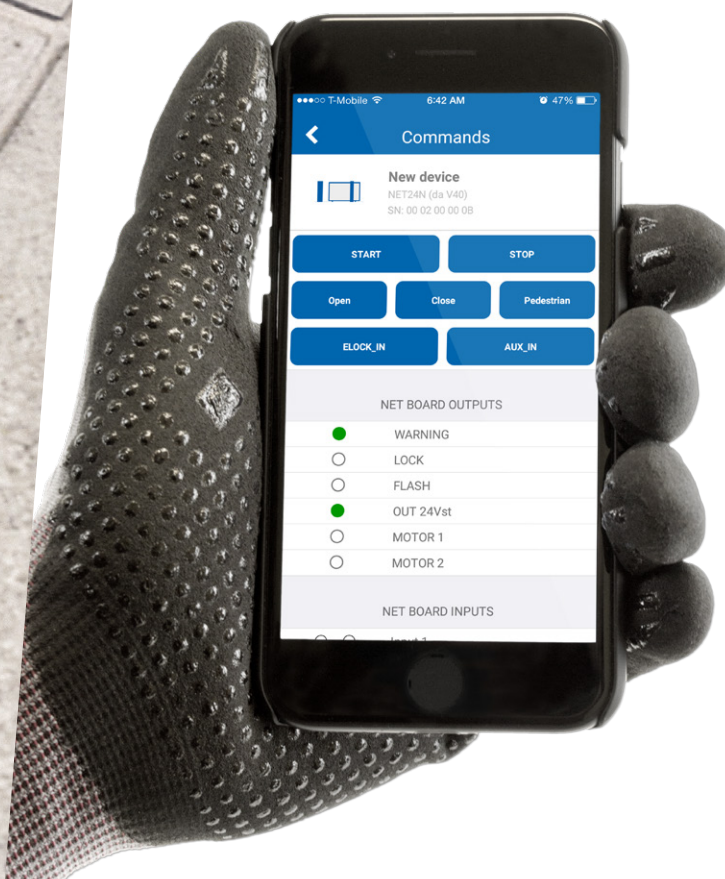 T-Mobile 6:42 AM 47%
Commands
New device
NET24N (da V40)
SN: 00 02 00 00 0B
START STOP
Open Close Pedestrian
ELOCK_IN AUX_IN
NET BOARD OUTPUTS
WARNING
LOCK
FLASH
OUT 24Vst
MOTOR 1
MOTOR 2
NET BOARD INPUTS
Input 1